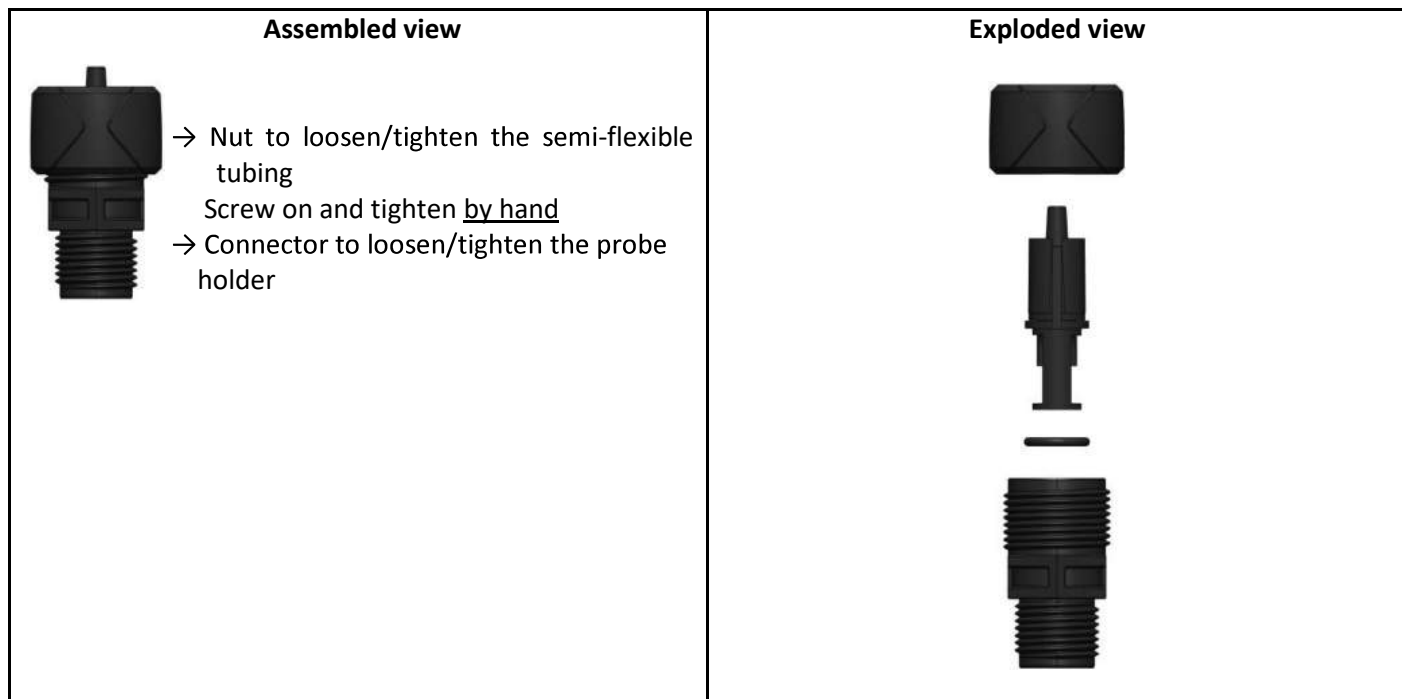 Assembled view
→ Nut to loosen/tighten the semi-flexible
tubing
Screw on and tighten by hand
→ Connector to loosen/tighten the probe
holder
Exploded view